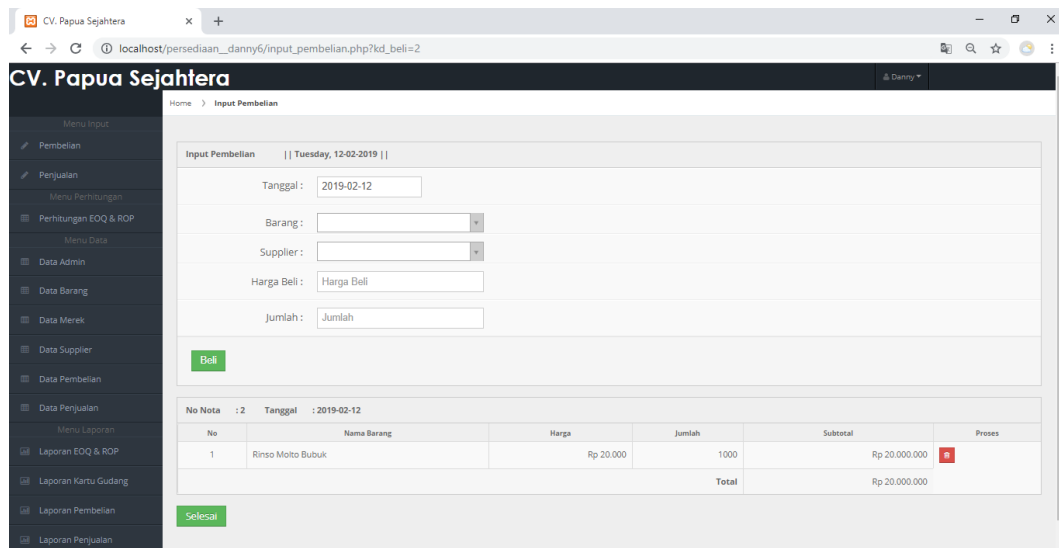 CV. Papua Sejahtera
localhost/persediaan__danny6/input_pembelian.php?kd_beli=2
CV. Papua Sejahtera
Danny
Home > Input Pembelian
Menu Input
Pembelian
Penjualan
Menu Perhitungan
Perhitungan EOQ & ROP
Menu Data
Data Admin
Data Barang
Data Merek
Data Supplier
Data Pembelian
Data Penjualan
Menu Laporan
Laporan EOQ & ROP
Laporan Kartu Gudang
Laporan Pembelian
Laporan Penjualan
Input Pembelian || Tuesday, 12-02-2019 ||
Tanggal : 2019-02-12
Barang :
Supplier :
Harga Beli : Harga Beli
Jumlah : Jumlah
Beli
No Nota : 2 Tanggal : 2019-02-12
No Nama Barang Harga Jumlah Subtotal Proses
1 Rinso Molto Bubuk Rp 20.000 1000 Rp 20.000.000
Total Rp 20.000.000
Selesai